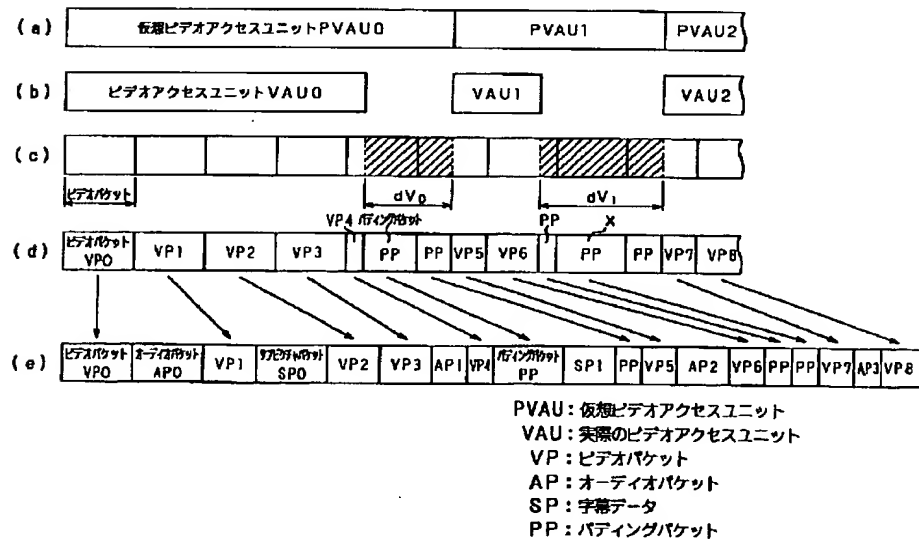 (a) 仮想ビデオアクセスユニットPVAU0 PVAU1 PVAU2
(b) ビデオアクセスユニットVAU0 VAU1 VAU2
(c)
ビデオパケット dV₀ dV₁
VP4 パディングパケット PP X
(d) ビデオパケット VP0 VP1 VP2 VP3 PP PP VP5 VP6 PP PP VP7 VP8
(e) ビデオパケット VP0 オーディオパケット AP0 VP1 サブピクチャパケット SP0 VP2 VP3 AP1 VP4 パディングパケット PP SP1 PP VP5 AP2 VP6 PP PP VP7 AP3 VP8
PVAU:仮想ビデオアクセスユニット
VAU:実際のビデオアクセスユニット
VP:ビデオパケット
AP:オーディオパケット
SP:字幕データ
PP:パディングパケット